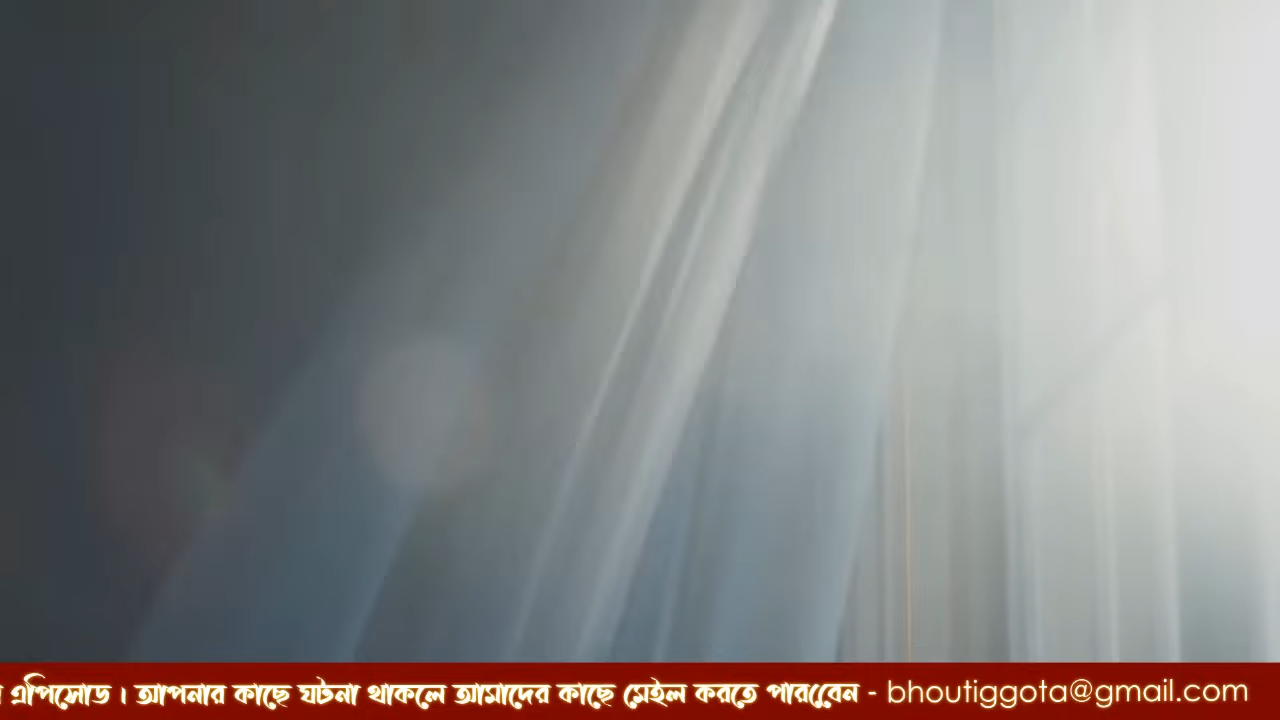 এপিসোড । আপনার কাছে ঘটনা থাকলে আমাদের কাছে মেইল করতে পারবেন - bhoutiggota@gmail.com